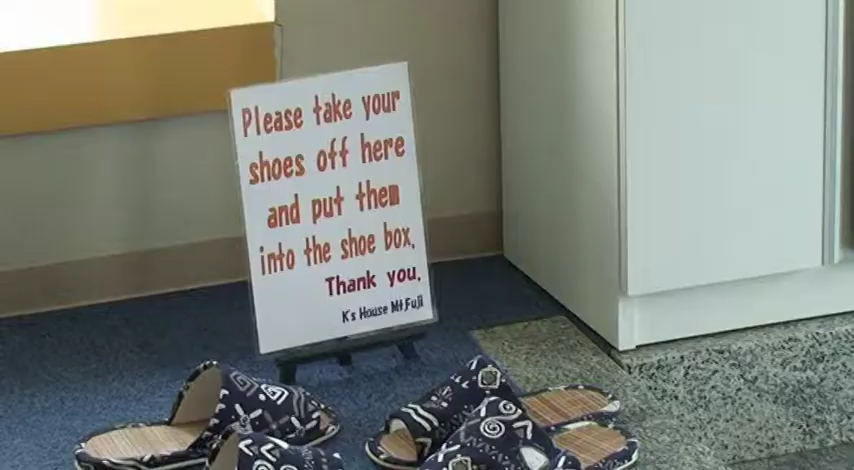 Please take your
shoes off here
and put them
into the shoe box.
Thank you.
K's House Mt.Fuji